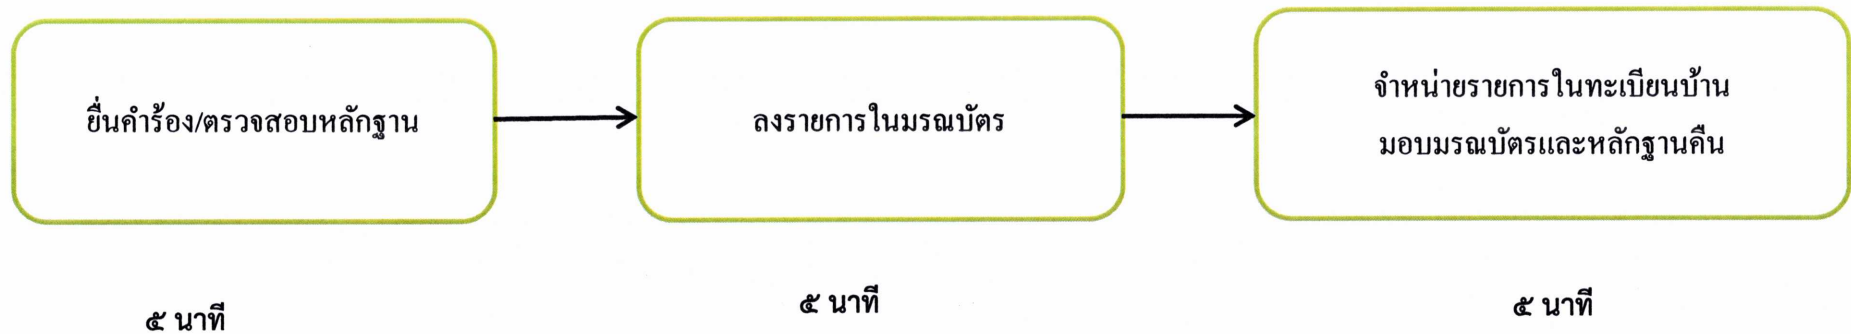 ยื่นคำร้อง/ตรวจสอบหลักฐาน
ลงรายการในมรณบัตร
จำหน่ายรายการในทะเบียนบ้าน
มอบมรณบัตรและหลักฐานคืน
๕ นาที
๕ นาที
๕ นาที